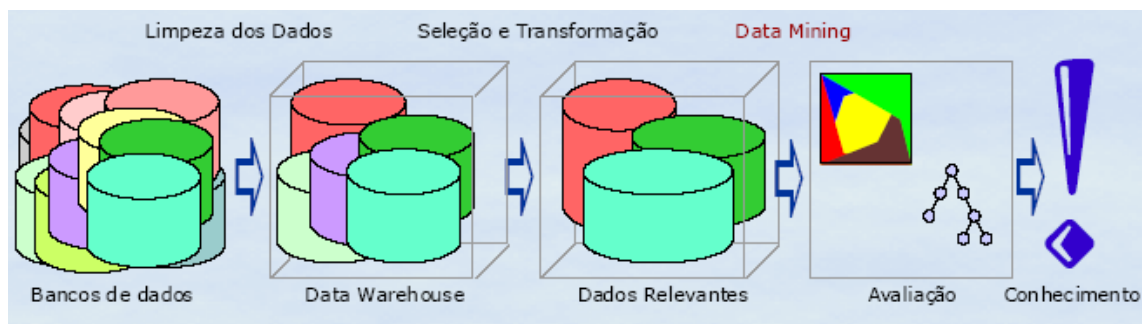 Limpeza dos Dados
Seleção e Transformação
Data Mining
Bancos de dados
Data Warehouse
Dados Relevantes
Avaliação
Conhecimento